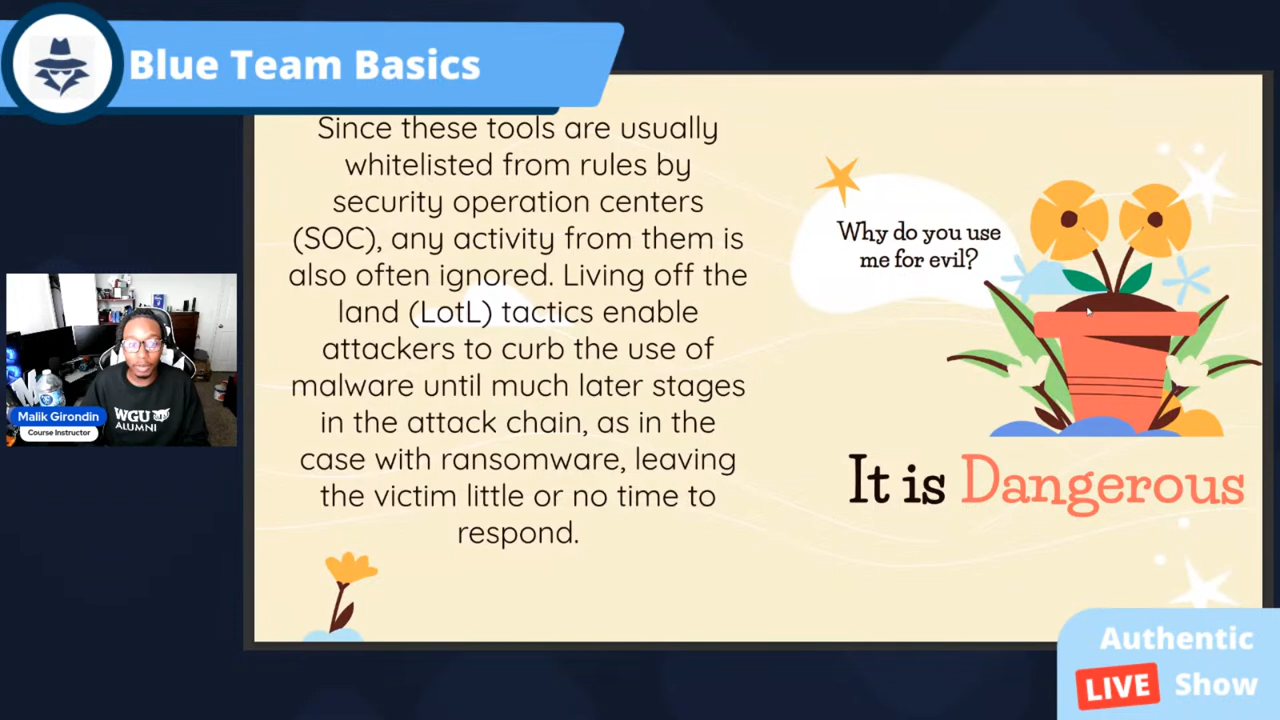 Blue Team Basics
Since these tools are usually
whitelisted from rules by
security operation centers
(SOC), any activity from them is
also often ignored. Living off the
land (LotL) tactics enable
attackers to curb the use of
malware until much later stages
in the attack chain, as in the
case with ransomware, leaving
the victim little or no time to
respond.
Why do you use
me for evil?
It is Dangerous
Malik Girondin
Course Instructor
WGU
ALUMNI
Authentic
LIVE Show